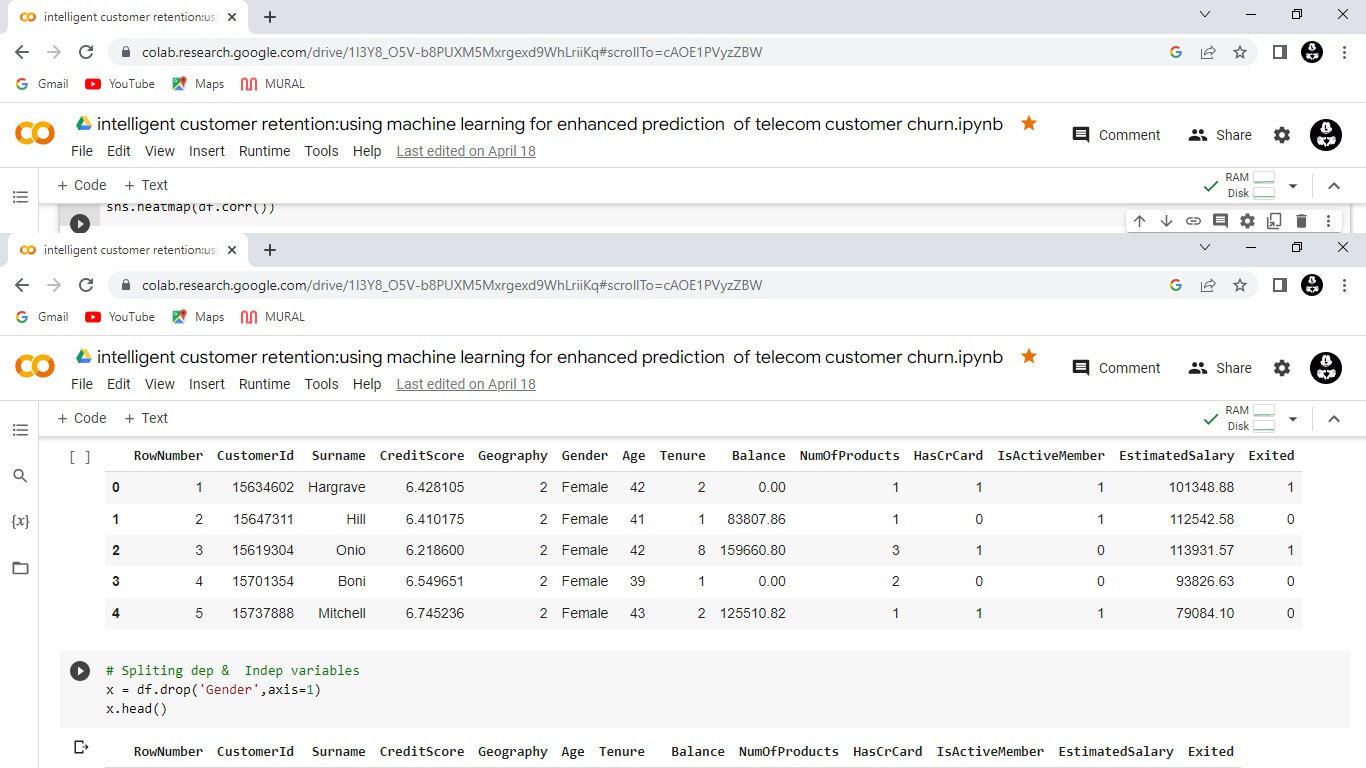 intelligent customer retention:us
colab.research.google.com/drive/1I3Y8_O5V-b8PUXM5Mxrgexd9WhLriiKq#scrollTo=cAOE1PVyzZBW
Gmail YouTube Maps MURAL
intelligent customer retention:using machine learning for enhanced prediction of telecom customer churn.ipynb
Comment Share
File Edit View Insert Runtime Tools Help Last edited on April 18
+ Code + Text RAM
Disk
sns.heatmap(df.corr())
intelligent customer retention:us
colab.research.google.com/drive/1I3Y8_O5V-b8PUXM5Mxrgexd9WhLriiKq#scrollTo=cAOE1PVyzZBW
Gmail YouTube Maps MURAL
intelligent customer retention:using machine learning for enhanced prediction of telecom customer churn.ipynb
Comment Share
File Edit View Insert Runtime Tools Help Last edited on April 18
+ Code + Text RAM
Disk
[ ] RowNumber CustomerId Surname CreditScore Geography Gender Age Tenure Balance NumOfProducts HasCrCard IsActiveMember EstimatedSalary Exited
0 1 15634602 Hargrave 6.428105 2 Female 42 2 0.00 1 1 1 101348.88 1
1 2 15647311 Hill 6.410175 2 Female 41 1 83807.86 1 0 1 112542.58 0
2 3 15619304 Onio 6.218600 2 Female 42 8 159660.80 3 1 0 113931.57 1
3 4 15701354 Boni 6.549651 2 Female 39 1 0.00 2 0 0 93826.63 0
4 5 15737888 Mitchell 6.745236 2 Female 43 2 125510.82 1 1 1 79084.10 0
{x}
# Spliting dep & Indep variables
x = df.drop('Gender',axis=1)
x.head()
RowNumber CustomerId Surname CreditScore Geography Age Tenure Balance NumOfProducts HasCrCard IsActiveMember EstimatedSalary Exited